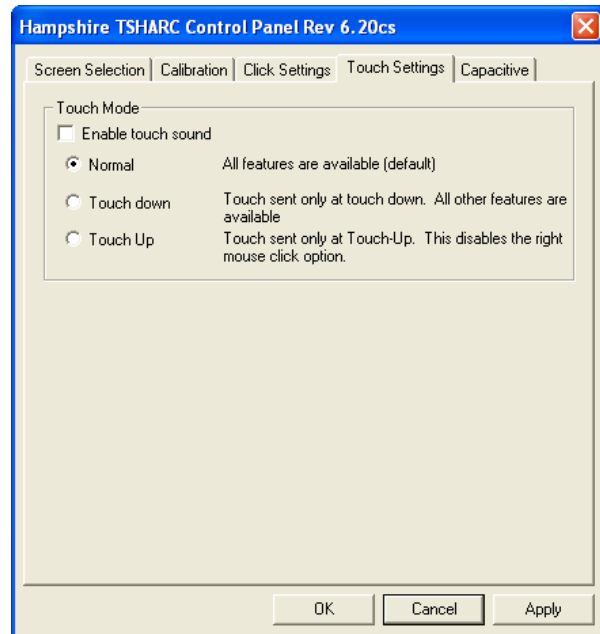 Hampshire TSHARC Control Panel Rev 6.20cs
Screen Selection Calibration Click Settings Touch Settings Capacitive
Touch Mode
Enable touch sound
Normal All features are available (default)
Touch down Touch sent only at touch down. All other features are
available
Touch Up Touch sent only at Touch-Up. This disables the right
mouse click option.
OK Cancel Apply